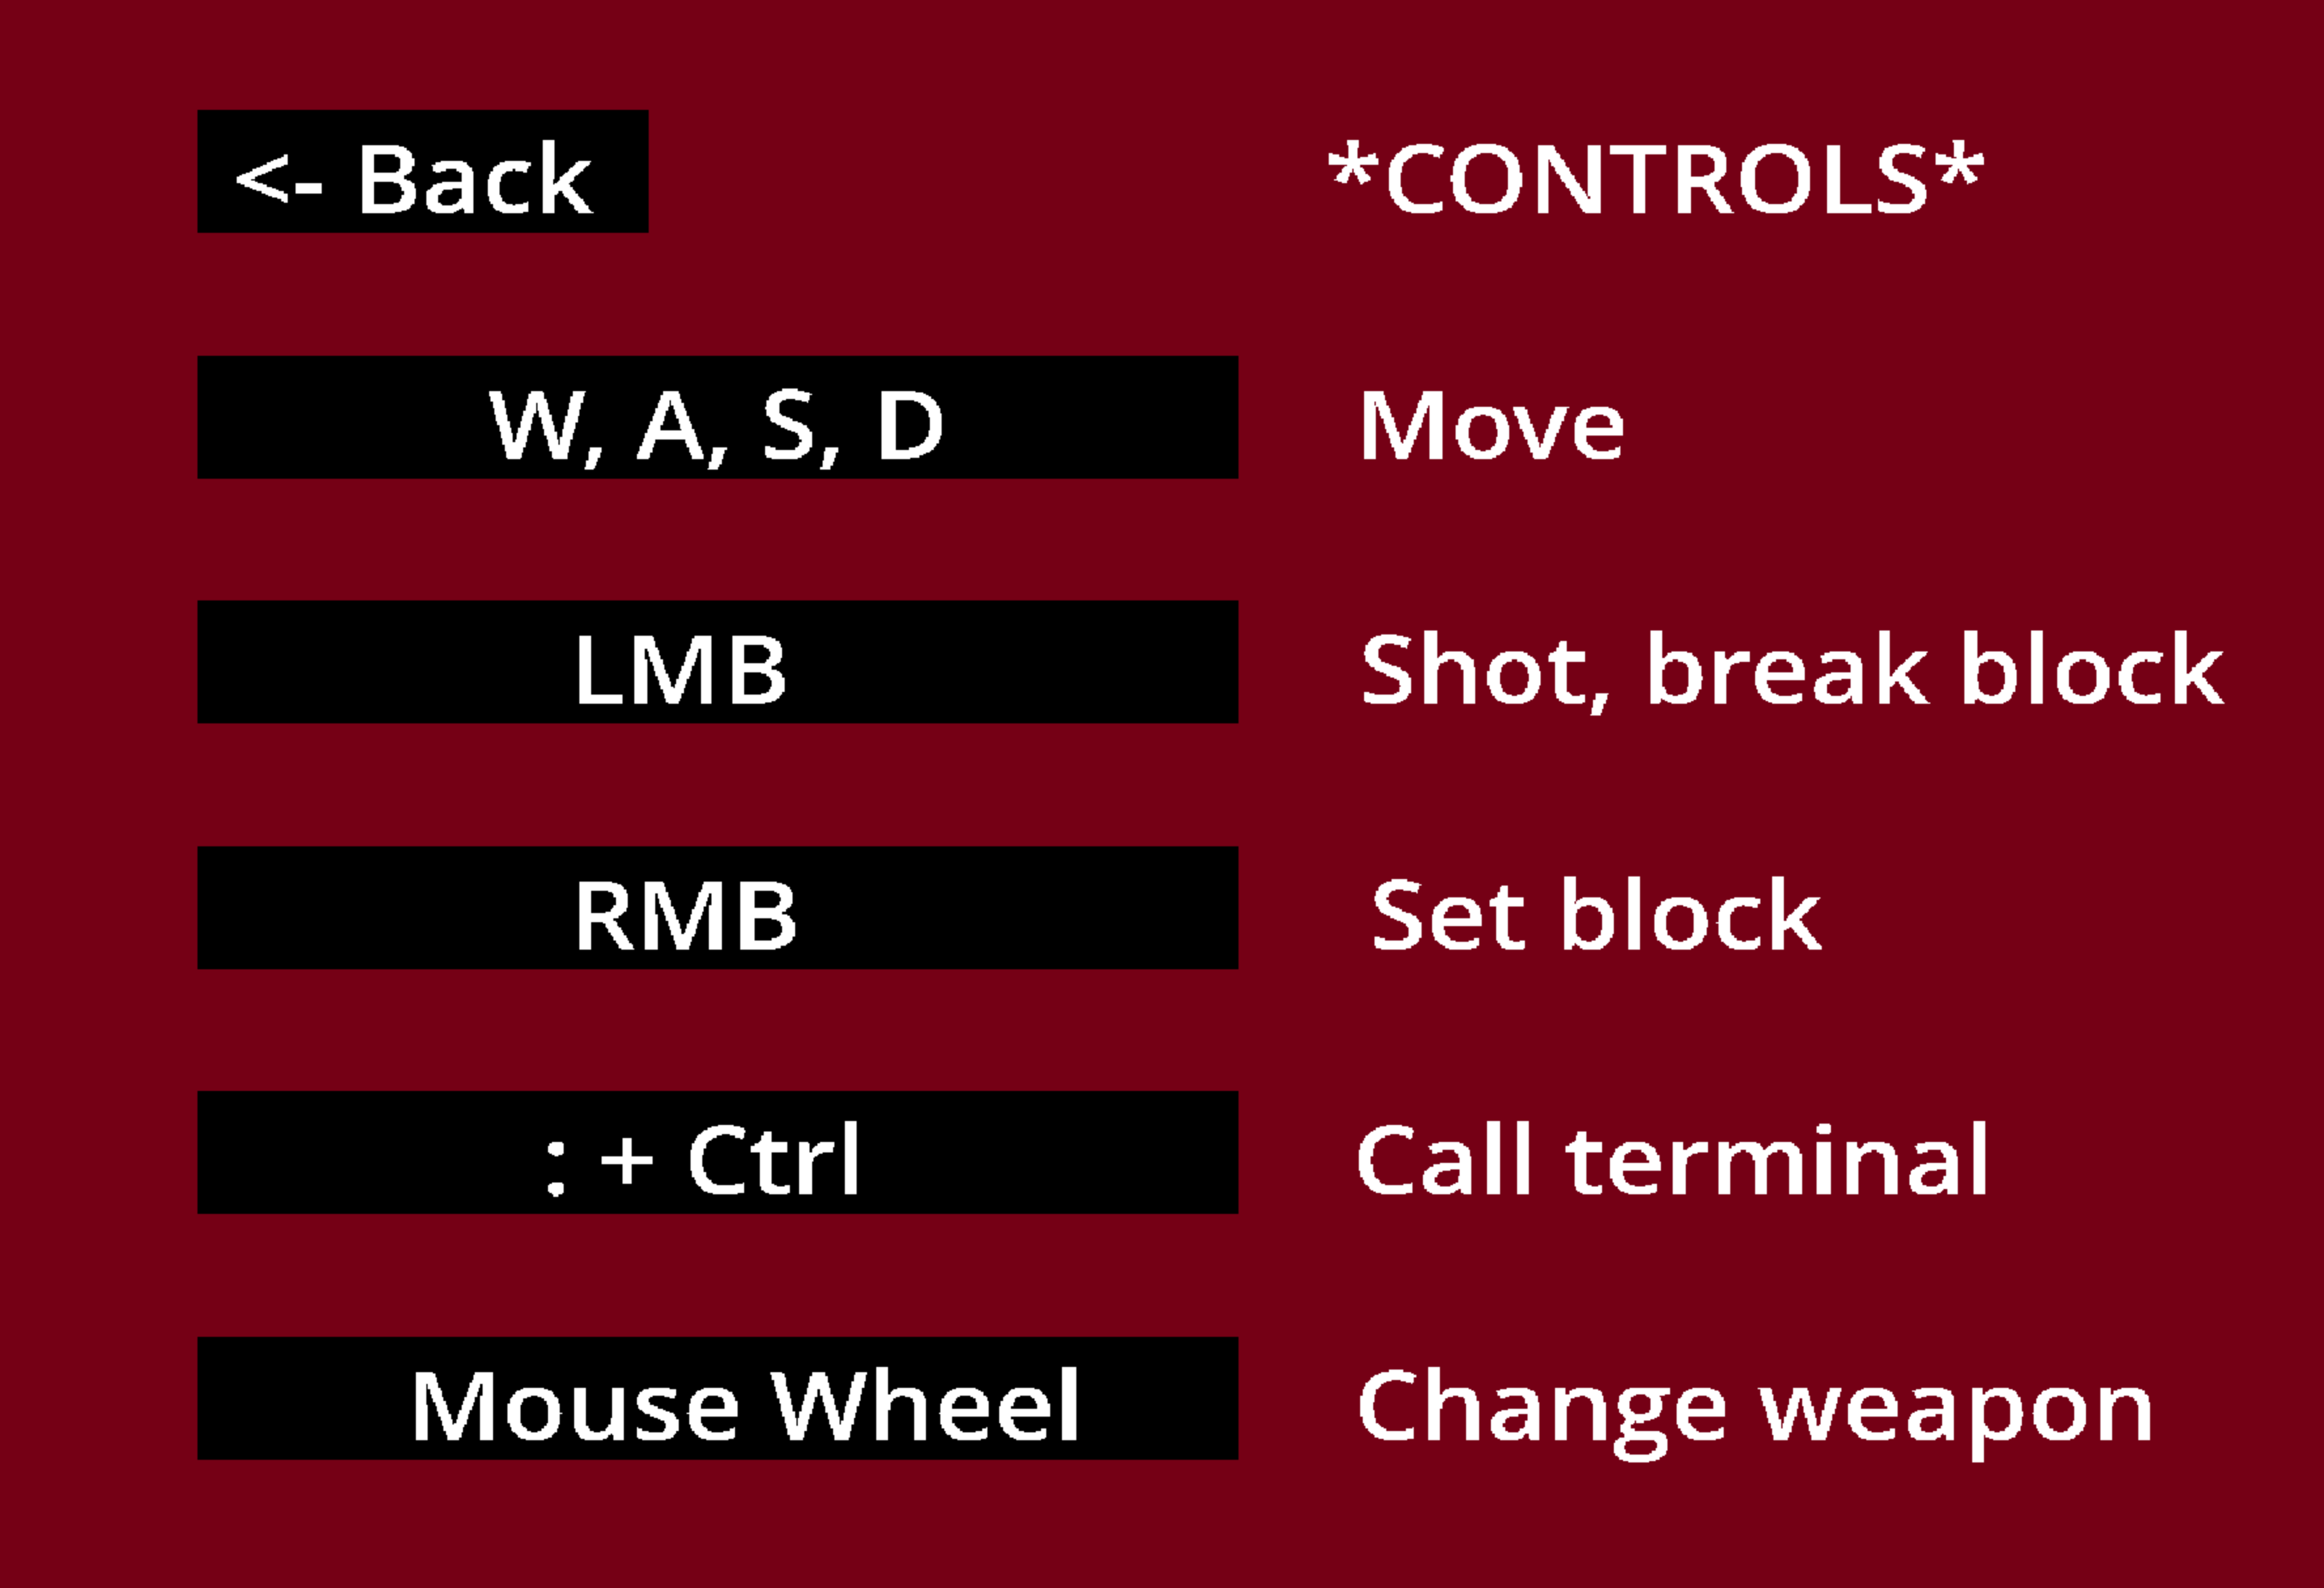 <- Back *CONTROLS*
W, A, S, D Move
LMB Shot, break block
RMB Set block
: + Ctrl Call terminal
Mouse Wheel Change weapon